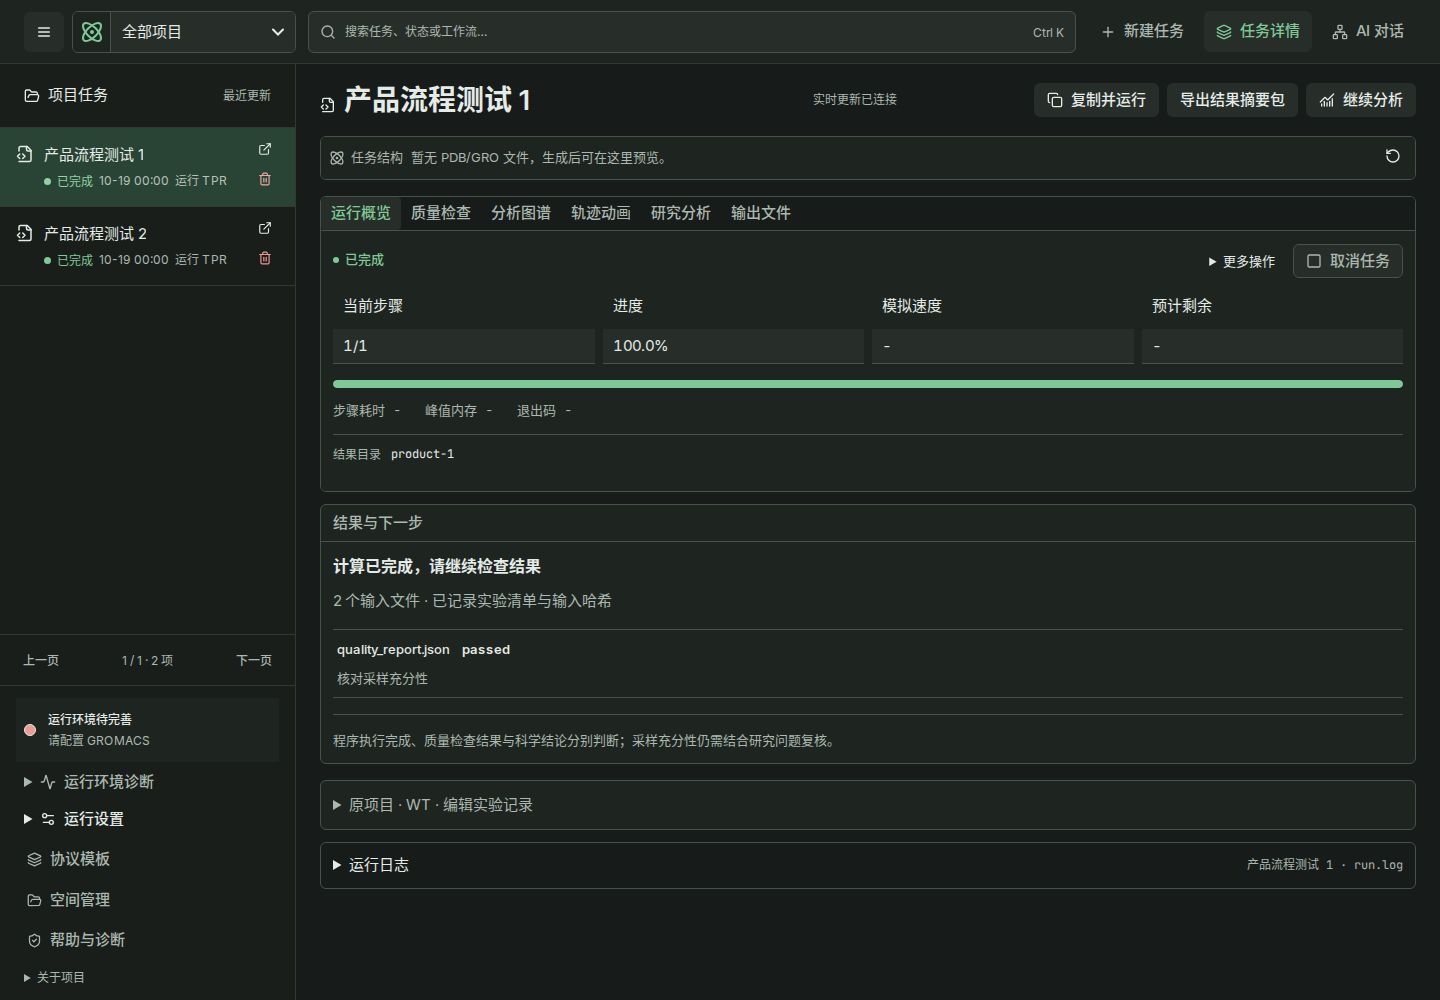 全部项目
搜索任务、状态或工作流...
Ctrl K
新建任务
任务详情
AI 对话
项目任务
最近更新
产品流程测试 1
已完成 10-19 00:00 运行 TPR
产品流程测试 2
已完成 10-19 00:00 运行 TPR
上一页
1 / 1 · 2 项
下一页
运行环境待完善
请配置 GROMACS
运行环境诊断
运行设置
协议模板
空间管理
帮助与诊断
关于项目
产品流程测试 1
实时更新已连接
复制并运行
导出结果摘要包
继续分析
任务结构 暂无 PDB/GRO 文件，生成后可在这里预览。
运行概览 质量检查 分析图谱 轨迹动画 研究分析 输出文件
已完成
更多操作
取消任务
当前步骤 进度 模拟速度 预计剩余
1/1 100.0% - -
步骤耗时 - 峰值内存 - 退出码 -
结果目录 product-1
结果与下一步
计算已完成，请继续检查结果
2 个输入文件 · 已记录实验清单与输入哈希
quality_report.json passed
核对采样充分性
程序执行完成、质量检查结果与科学结论分别判断；采样充分性仍需结合研究问题复核。
原项目 · WT · 编辑实验记录
运行日志
产品流程测试 1 · run.log